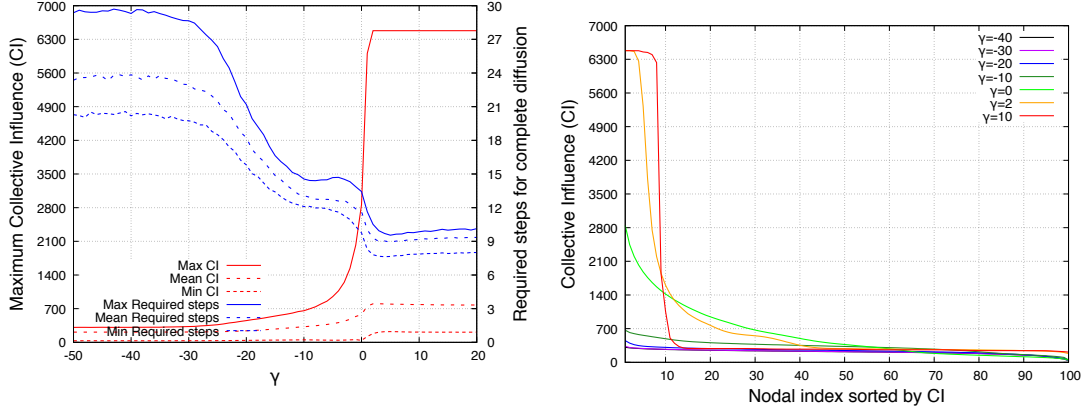 Maximum Collective Influence (CI)
7000
6300
5600
4900
4200
3500
2800
2100
1400
700
0
-50
-40
-30
-20
-10
0
10
20
γ
30
27
24
21
18
15
12
9
6
3
0
Required steps for complete diffusion
Max CI
Mean CI
Min CI
Max Required steps
Mean Required steps
Min Required steps
Collective Influence (CI)
7000
6300
5600
4900
4200
3500
2800
2100
1400
700
0
10
20
30
40
50
60
70
80
90
100
Nodal index sorted by CI
γ=-40
γ=-30
γ=-20
γ=-10
γ=0
γ=2
γ=10